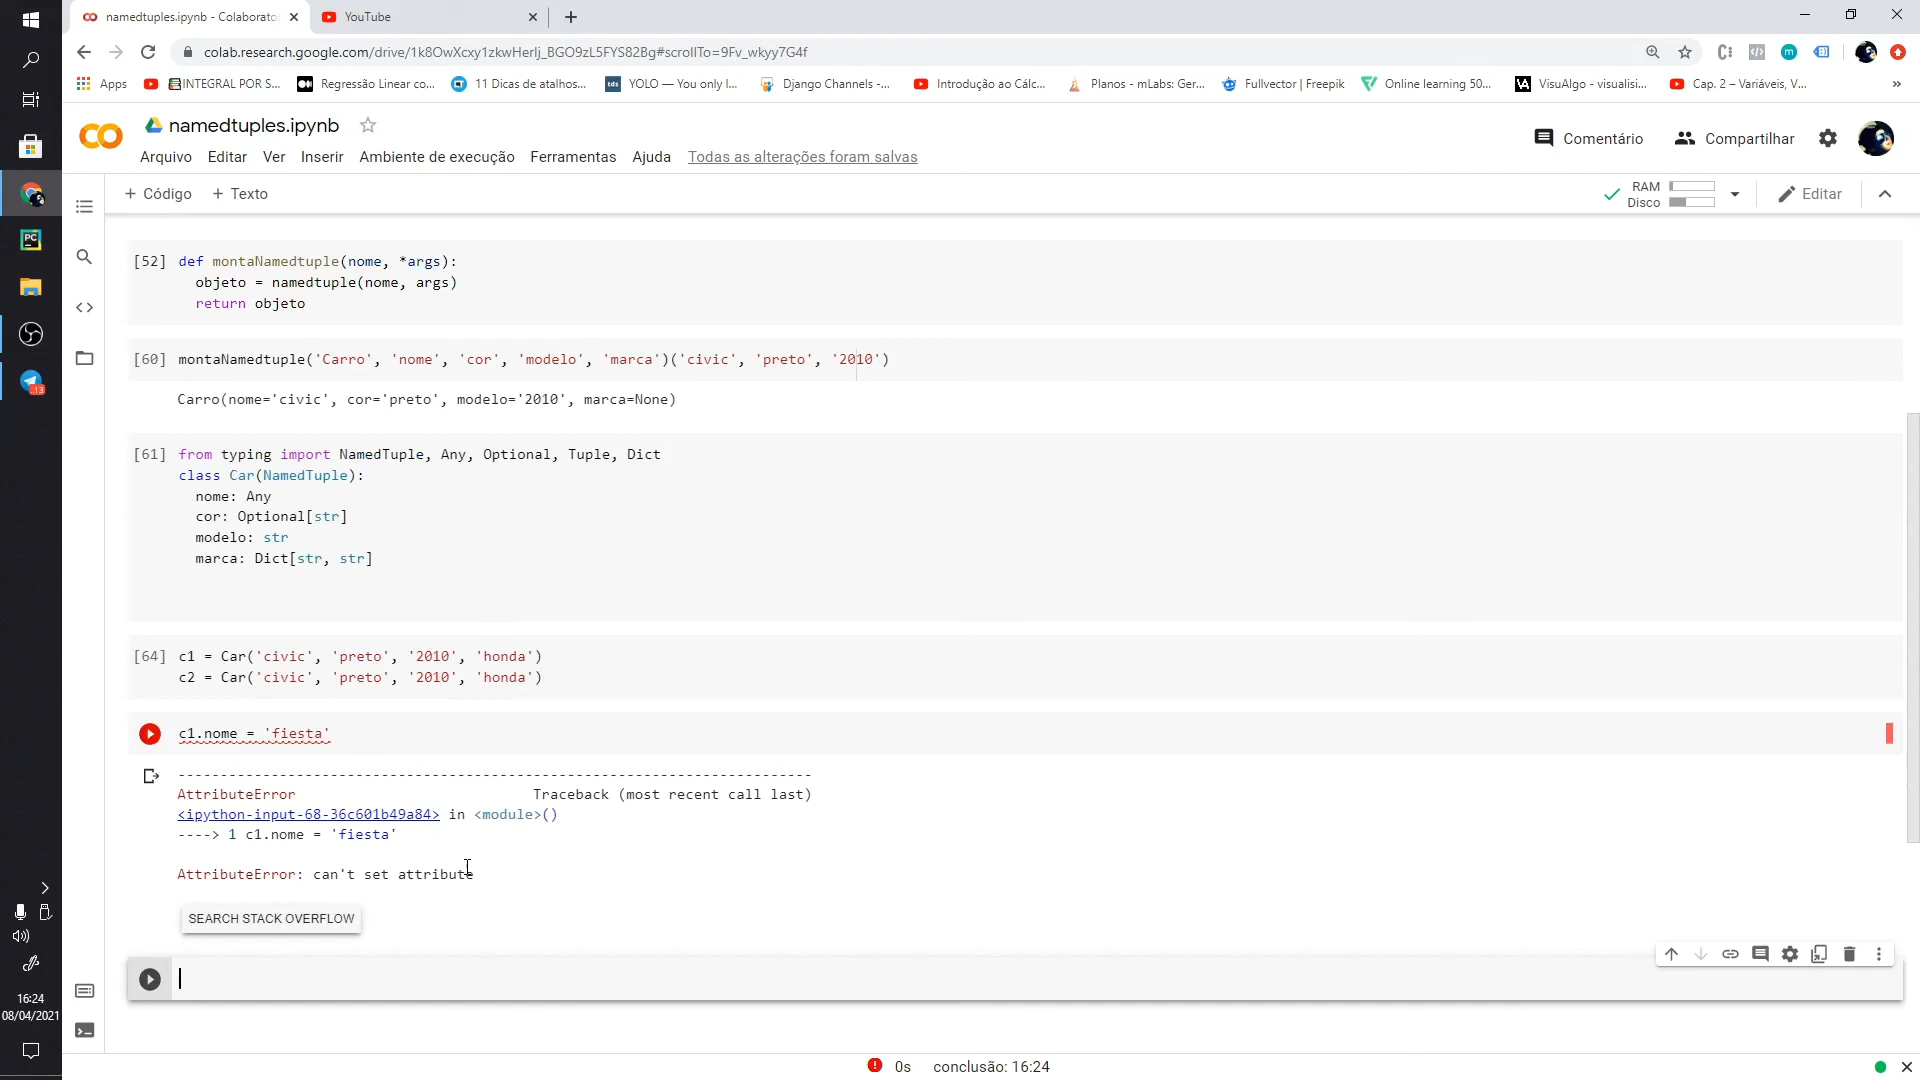 namedtuples.ipynb - Colaborato
YouTube
colab.research.google.com/drive/1k8OwXcxy1zkwHerlj_BGO9zL5FYS82Bg#scrollTo=9Fv_wkyy7G4f
Apps
INTEGRAL POR S...
Regressão Linear co...
11 Dicas de atalhos...
YOLO — You only l...
Django Channels -...
Introdução ao Cálc...
Planos - mLabs: Ger...
Fullvector | Freepik
Online learning 50...
VisuAlgo - visualisi...
Cap. 2 – Variáveis, V...
»
namedtuples.ipynb
Comentário
Compartilhar
Arquivo Editar Ver Inserir Ambiente de execução Ferramentas Ajuda Todas as alterações foram salvas
+ Código + Texto
RAM
Disco
Editar
[52] def montaNamedtuple(nome, *args):
objeto = namedtuple(nome, args)
return objeto
[60] montaNamedtuple('Carro', 'nome', 'cor', 'modelo', 'marca')('civic', 'preto', '2010')
Carro(nome='civic', cor='preto', modelo='2010', marca=None)
[61] from typing import NamedTuple, Any, Optional, Tuple, Dict
class Car(NamedTuple):
nome: Any
cor: Optional[str]
modelo: str
marca: Dict[str, str]
[64] c1 = Car('civic', 'preto', '2010', 'honda')
c2 = Car('civic', 'preto', '2010', 'honda')
c1.nome = 'fiesta'
---------------------------------------------------------------------------
AttributeError Traceback (most recent call last)
<ipython-input-68-36c601b49a84> in <module>()
----> 1 c1.nome = 'fiesta'
AttributeError: can't set attribute
SEARCH STACK OVERFLOW
16:24
08/04/2021
0s conclusão: 16:24